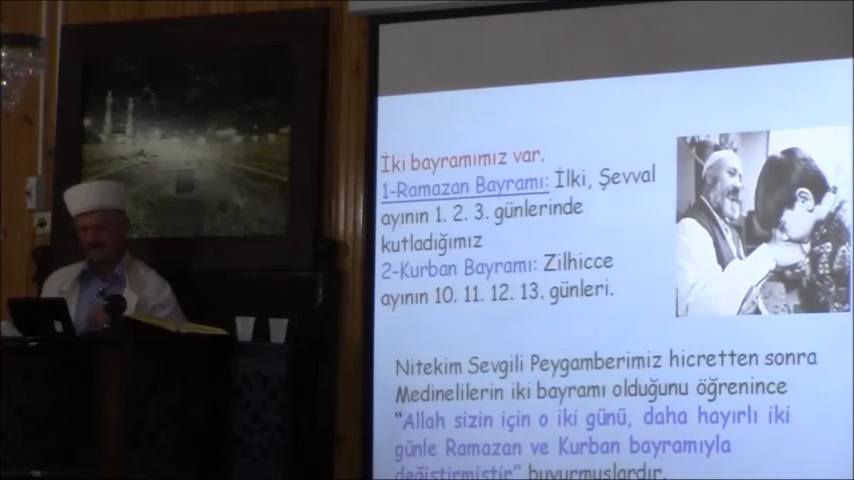 İki bayramımız var.
1-Ramazan Bayramı: İlki, Şevval
ayının 1. 2. 3. günlerinde
kutladığımız
2-Kurban Bayramı: Zilhicce
ayının 10. 11. 12. 13. günleri.
Nitekim Sevgili Peygamberimiz hicretten sonra
Medinelilerin iki bayramı olduğunu öğrenince
“Allah sizin için o iki günü, daha hayırlı iki
günle Ramazan ve Kurban bayramıyla
değiştirmiştir” buyurmuşlardır.